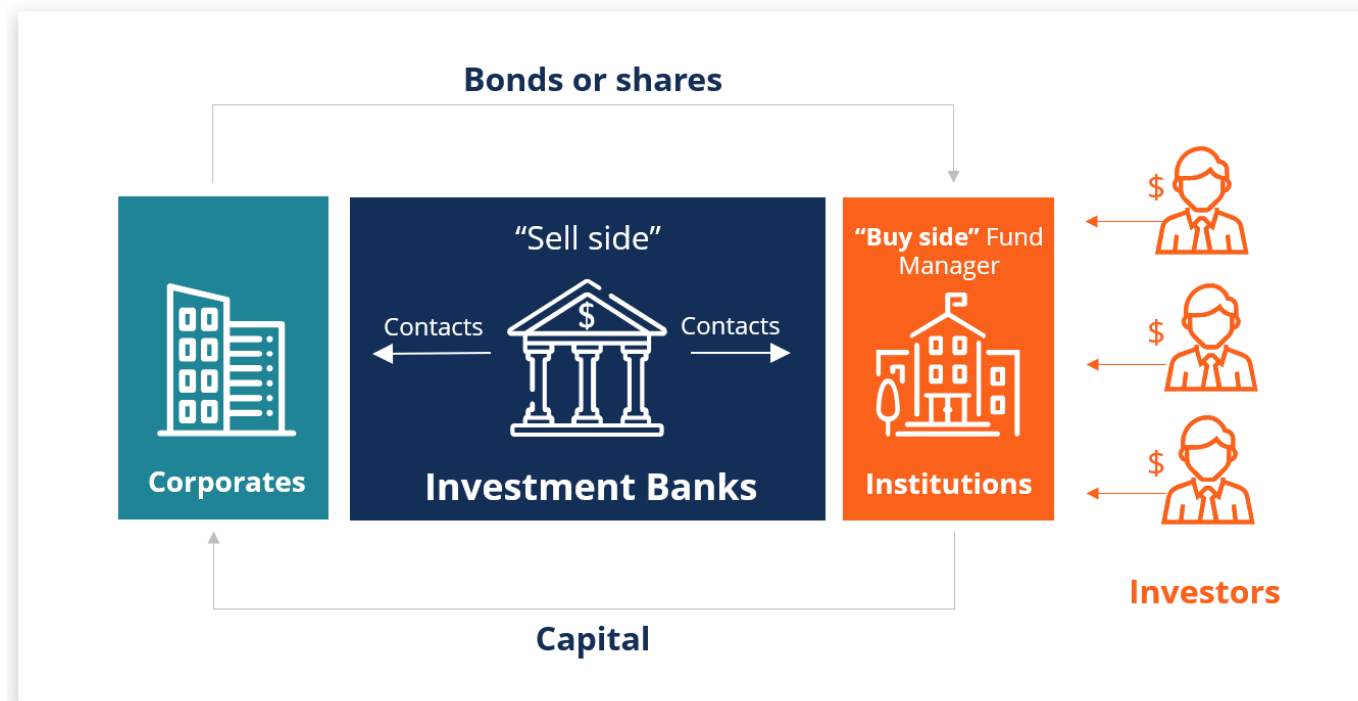 Bonds or shares
“Sell side”
Contacts
$
Contacts
Investment Banks
Corporates
“Buy side” Fund
Manager
Institutions
$
$
$
Investors
Capital